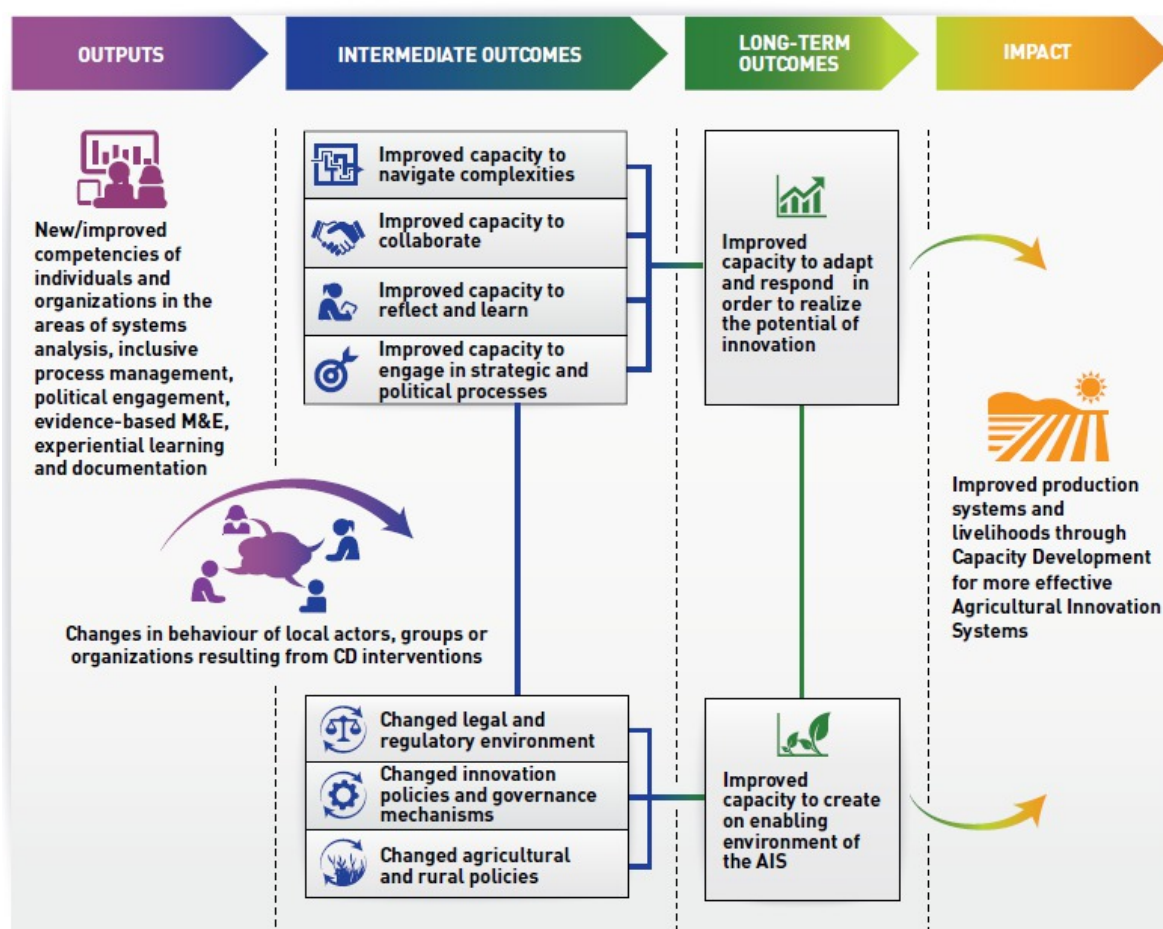 OUTPUTS
INTERMEDIATE OUTCOMES
LONG-TERM
OUTCOMES
IMPACT
New/improved
competencies of
individuals and
organizations in the
areas of systems
analysis, inclusive
process management,
political engagement,
evidence-based M&E,
experiential learning
and documentation
Changes in behaviour of local actors, groups or
organizations resulting from CD interventions
Improved capacity to
navigate complexities
Improved capacity to
collaborate
Improved capacity to
reflect and learn
Improved capacity to
engage in strategic and
political processes
Changed legal and
regulatory environment
Changed innovation
policies and governance
mechanisms
Changed agricultural
and rural policies
Improved
capacity to adapt
and respond in
order to realize
the potential of
innovation
Improved
capacity to create
on enabling
environment of
the AIS
Improved production
systems and
livelihoods through
Capacity Development
for more effective
Agricultural Innovation
Systems